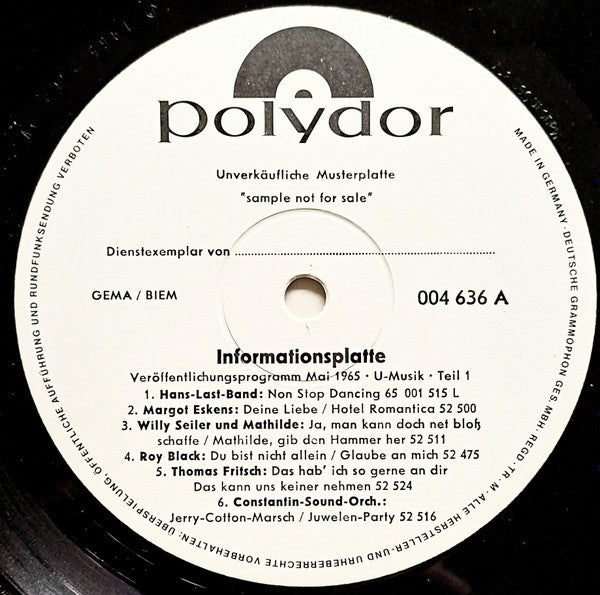 polydor
Unverkäufliche Musterplatte
"sample not for sale"
Dienstexemplar von ................................................
GEMA / BIEM
004 636 A
Informationsplatte
Veröffentlichungsprogramm Mai 1965 · U-Musik · Teil 1
1. Hans-Last-Band: Non Stop Dancing 65 001 515 L
2. Margot Eskens: Deine Liebe / Hotel Romantica 52 500
3. Willy Seiler und Mathilde: Ja, man kann doch net bloß
schaffe / Mathilde, gib den Hammer her 52 511
4. Roy Black: Du bist nicht allein / Glaube an mich 52 475
5. Thomas Fritsch: Das hab' ich so gerne an dir
Das kann uns keiner nehmen 52 524
6. Constantin-Sound-Orch.:
Jerry-Cotton-Marsch / Juwelen-Party 52 516
MADE IN GERMANY · DEUTSCHE GRAMMOPHON GES. MBH · REGD · TR · M · ALLE HERSTELLER- UND URHEBERRECHTE VORBEHALTEN: ÜBERSPIELUNG, ÖFFENTLICHE AUFFÜHRUNG UND RUNDFUNKSENDUNG VERBOTEN